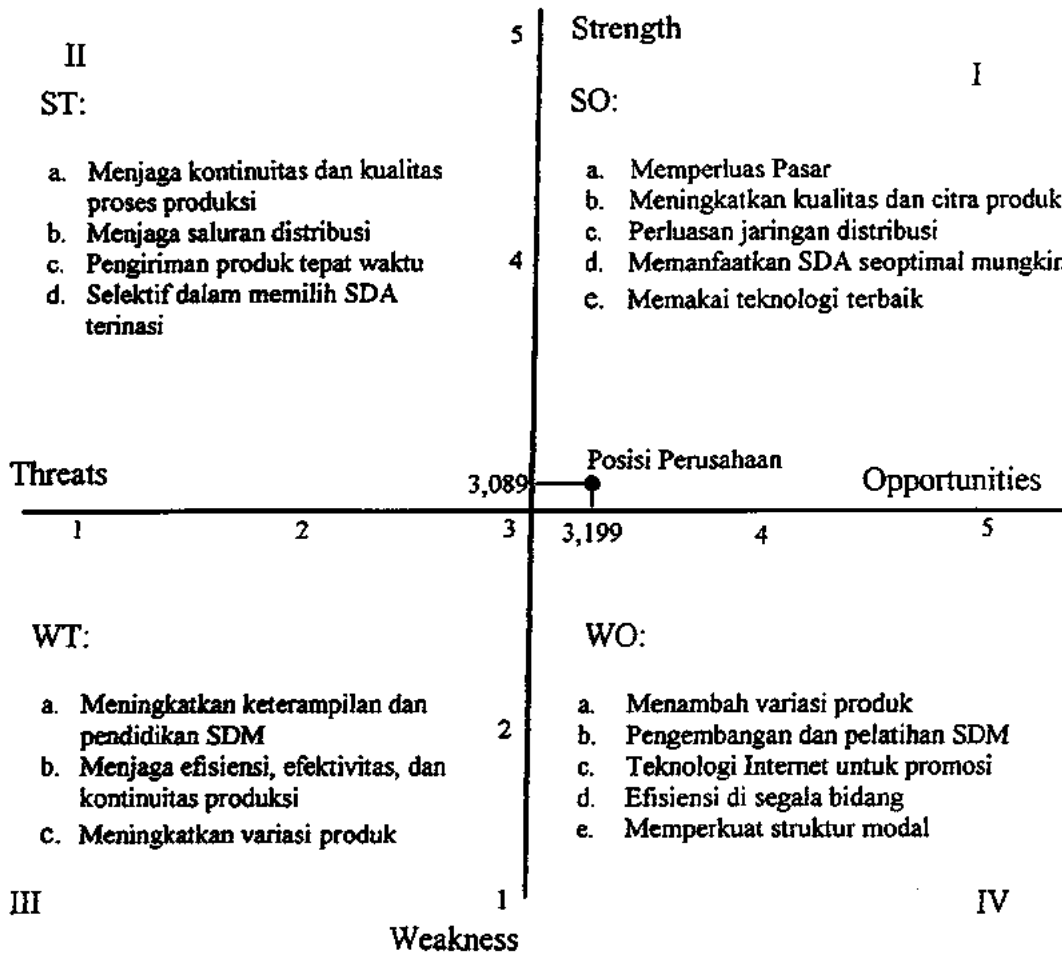 II
ST:
a. Menjaga kontinuitas dan kualitas
proses produksi
b. Menjaga saluran distribusi
c. Pengiriman produk tepat waktu
d. Selektif dalam memilih SDA
terinasi
5
Strength
I
SO:
a. Memperluas Pasar
b. Meningkatkan kualitas dan citra produk
c. Perluasan jaringan distribusi
d. Memanfaatkan SDA seoptimal mungkin
e. Memakai teknologi terbaik
4
Threats
3,089
Posisi Perusahaan
Opportunities
1 2 3 3,199 4 5
WT:
a. Meningkatkan keterampilan dan
pendidikan SDM
b. Menjaga efisiensi, efektivitas, dan
kontinuitas produksi
c. Meningkatkan variasi produk
III
2
1
Weakness
WO:
a. Menambah variasi produk
b. Pengembangan dan pelatihan SDM
c. Teknologi Internet untuk promosi
d. Efisiensi di segala bidang
e. Memperkuat struktur modal
IV